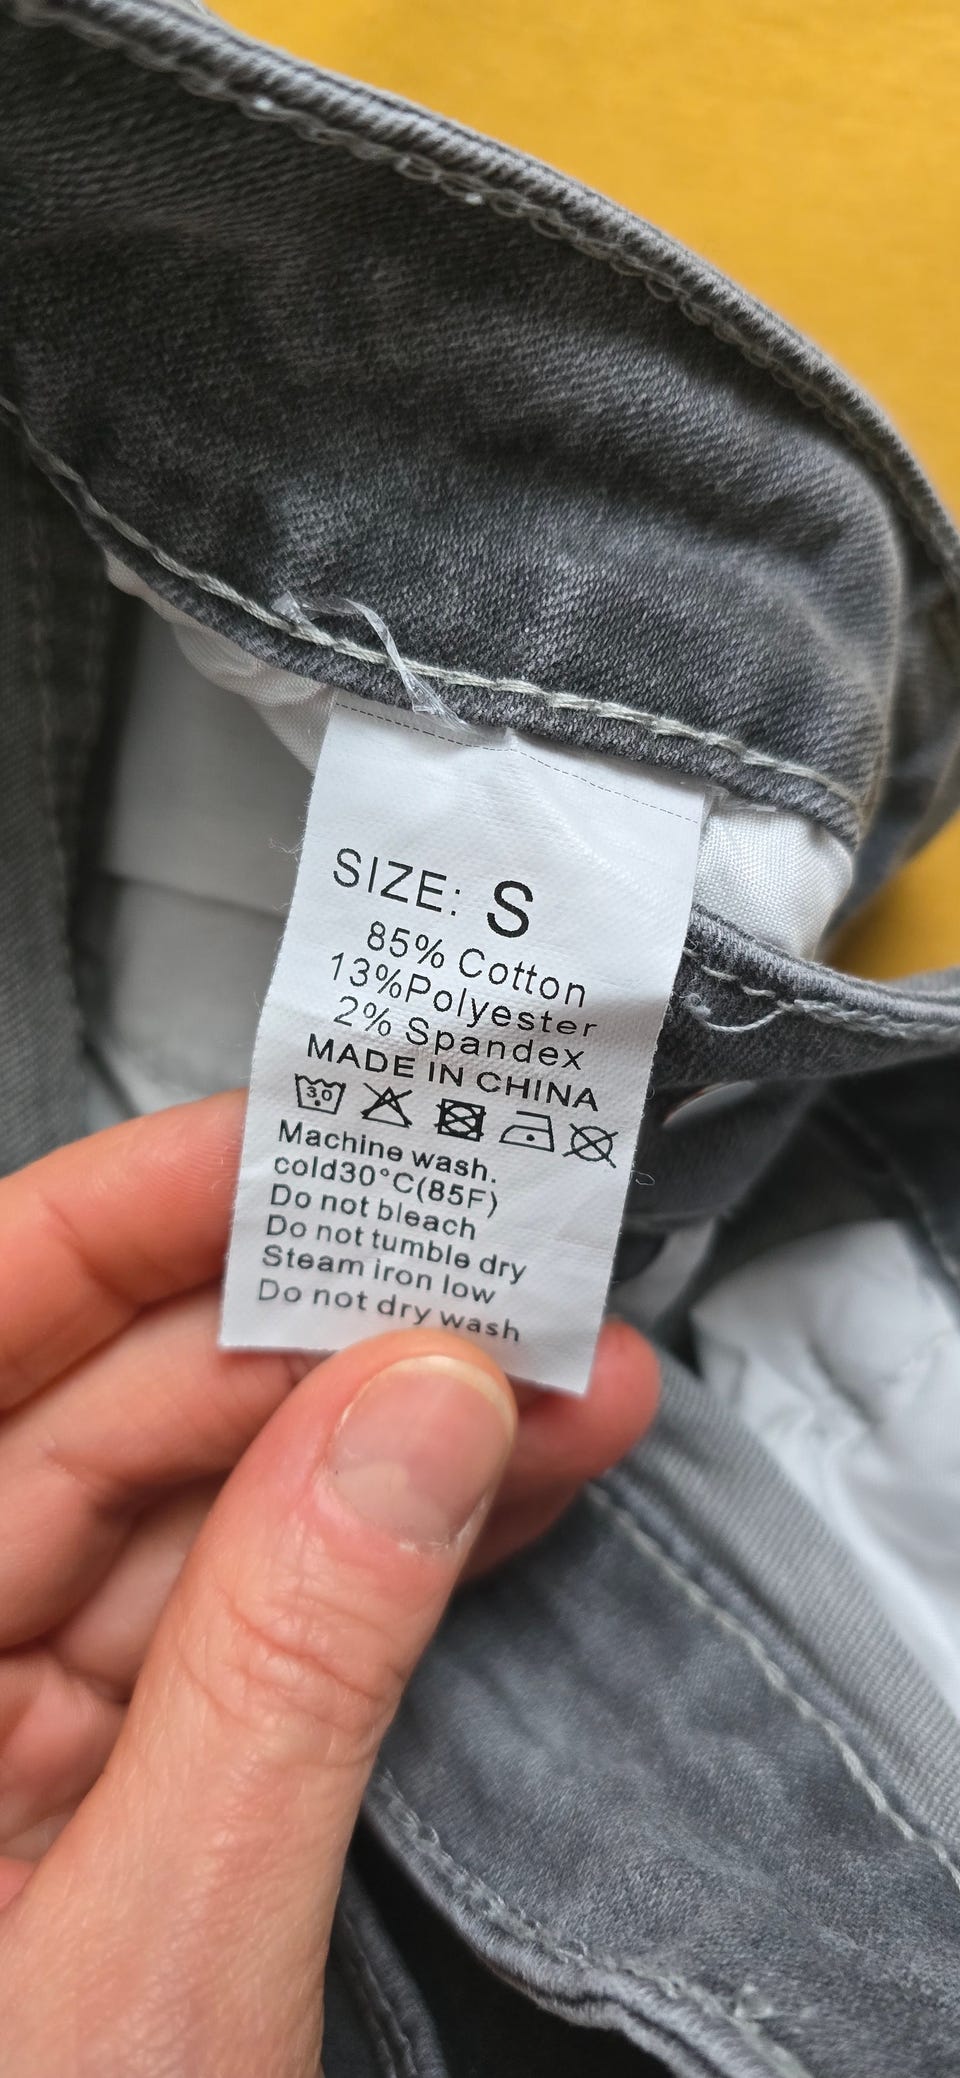 SIZE: S
85% Cotton
13%Polyester
2% Spandex
MADE IN CHINA
30
Machine wash.
cold30°C(85F)
Do not bleach
Do not tumble dry
Steam iron low
Do not dry wash